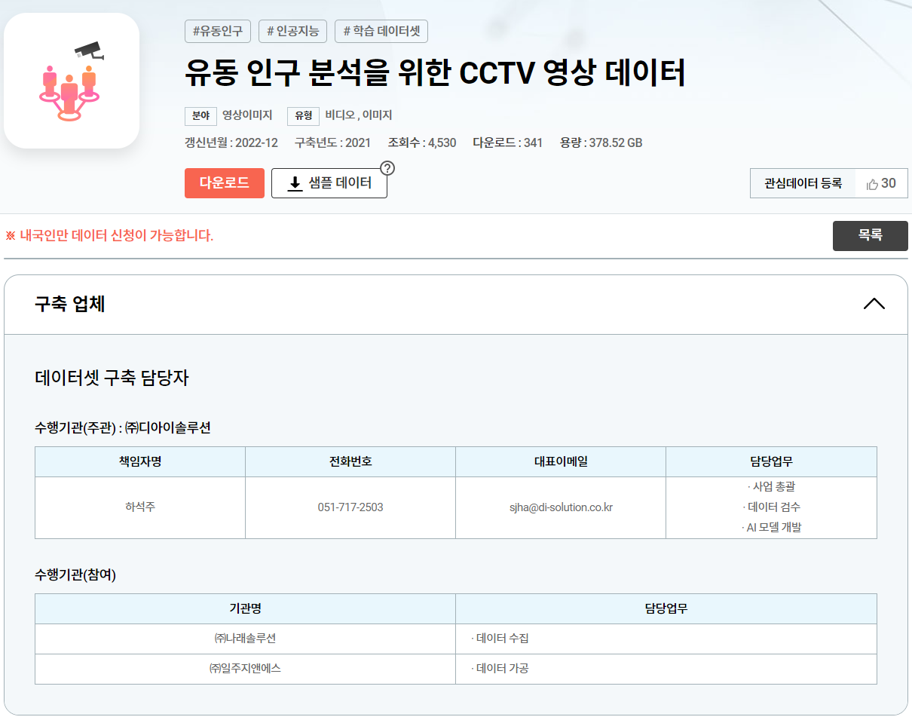 #유동인구 # 인공지능 # 학습 데이터셋
유동 인구 분석을 위한 CCTV 영상 데이터
분야 영상이미지 유형 비디오 , 이미지
갱신년월 : 2022-12 구축년도 : 2021 조회수 : 4,530 다운로드 : 341 용량 : 378.52 GB
다운로드 샘플 데이터 ? 관심데이터 등록 30
※ 내국인만 데이터 신청이 가능합니다. 목록
구축 업체
데이터셋 구축 담당자
수행기관(주관) : ㈜디아이솔루션
책임자명 전화번호 대표이메일 담당업무
하석주 051-717-2503 sjha@di-solution.co.kr · 사업 총괄
· 데이터 검수
· AI 모델 개발
수행기관(참여)
기관명 담당업무
㈜나래솔루션 · 데이터 수집
㈜일주지앤에스 · 데이터 가공